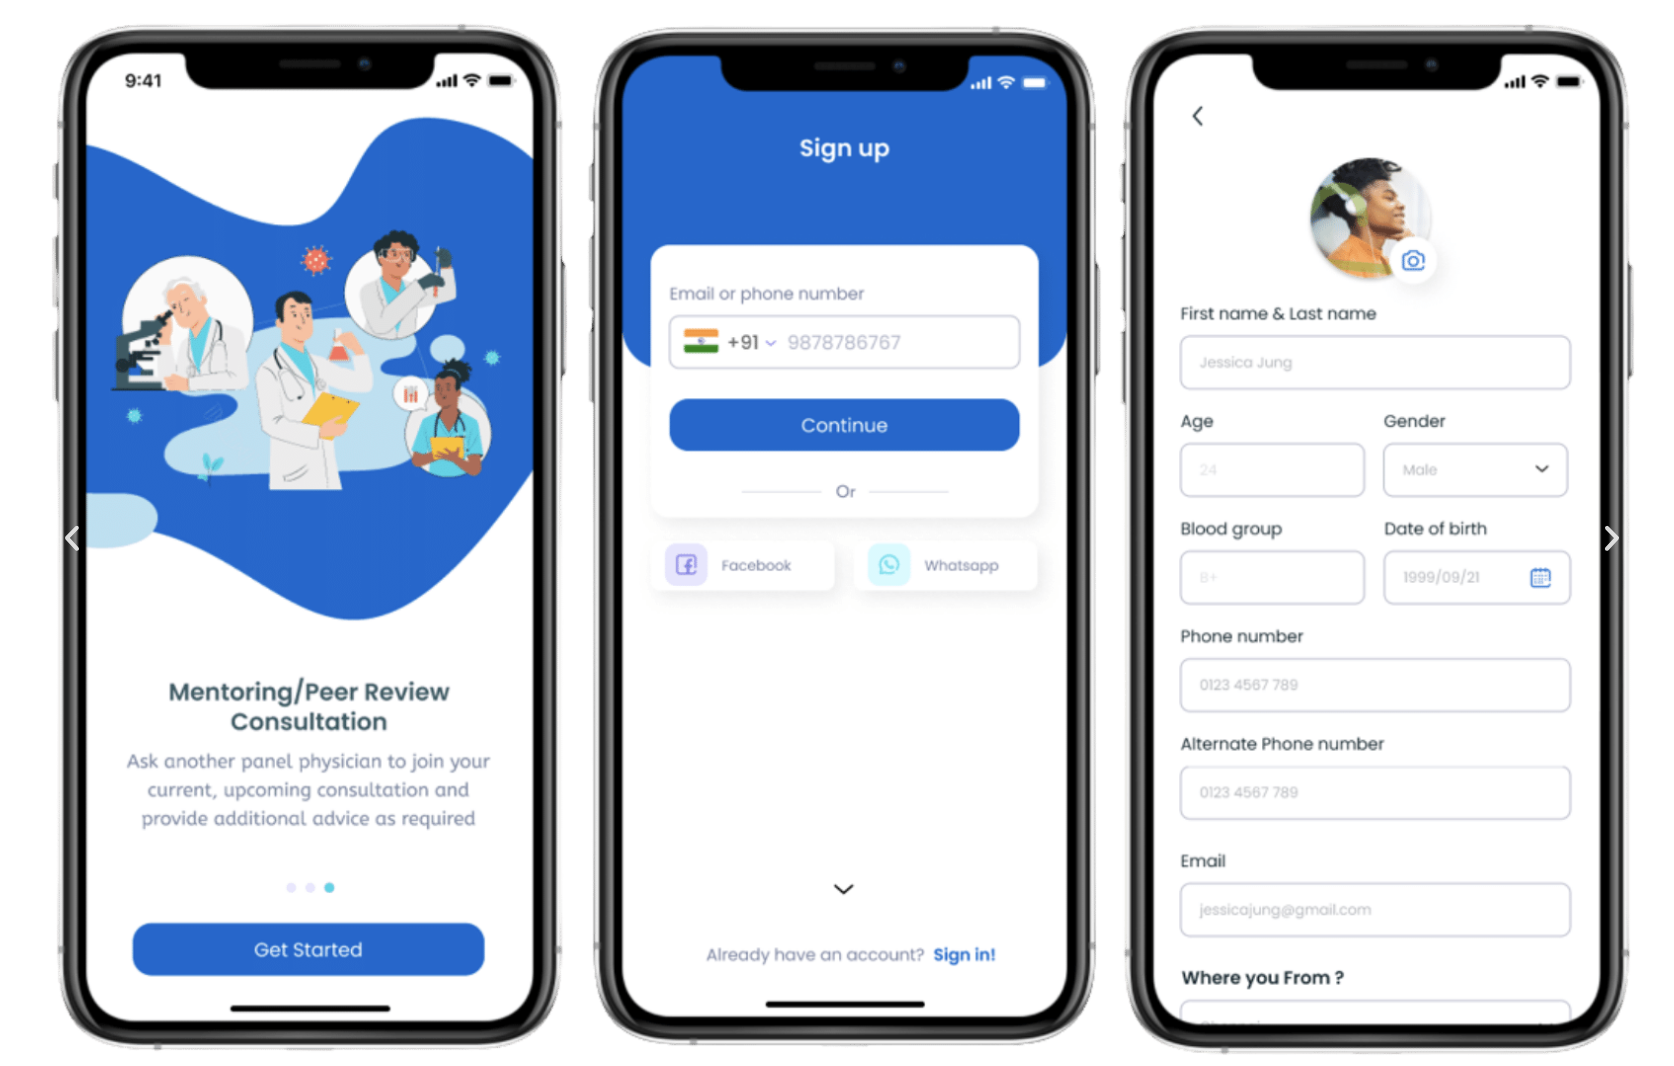 9:41
Mentoring/Peer Review
Consultation
Ask another panel physician to join your
current, upcoming consultation and
provide additional advice as required
Get Started
Sign up
Email or phone number
+91 9878786767
Continue
Or
Facebook Whatsapp
Already have an account? Sign in!
First name & Last name
Jessica Jung
Age Gender
24 Male
Blood group Date of birth
B+ 1999/09/21
Phone number
0123 4567 789
Alternate Phone number
0123 4567 789
Email
jessicajung@gmail.com
Where you From ?